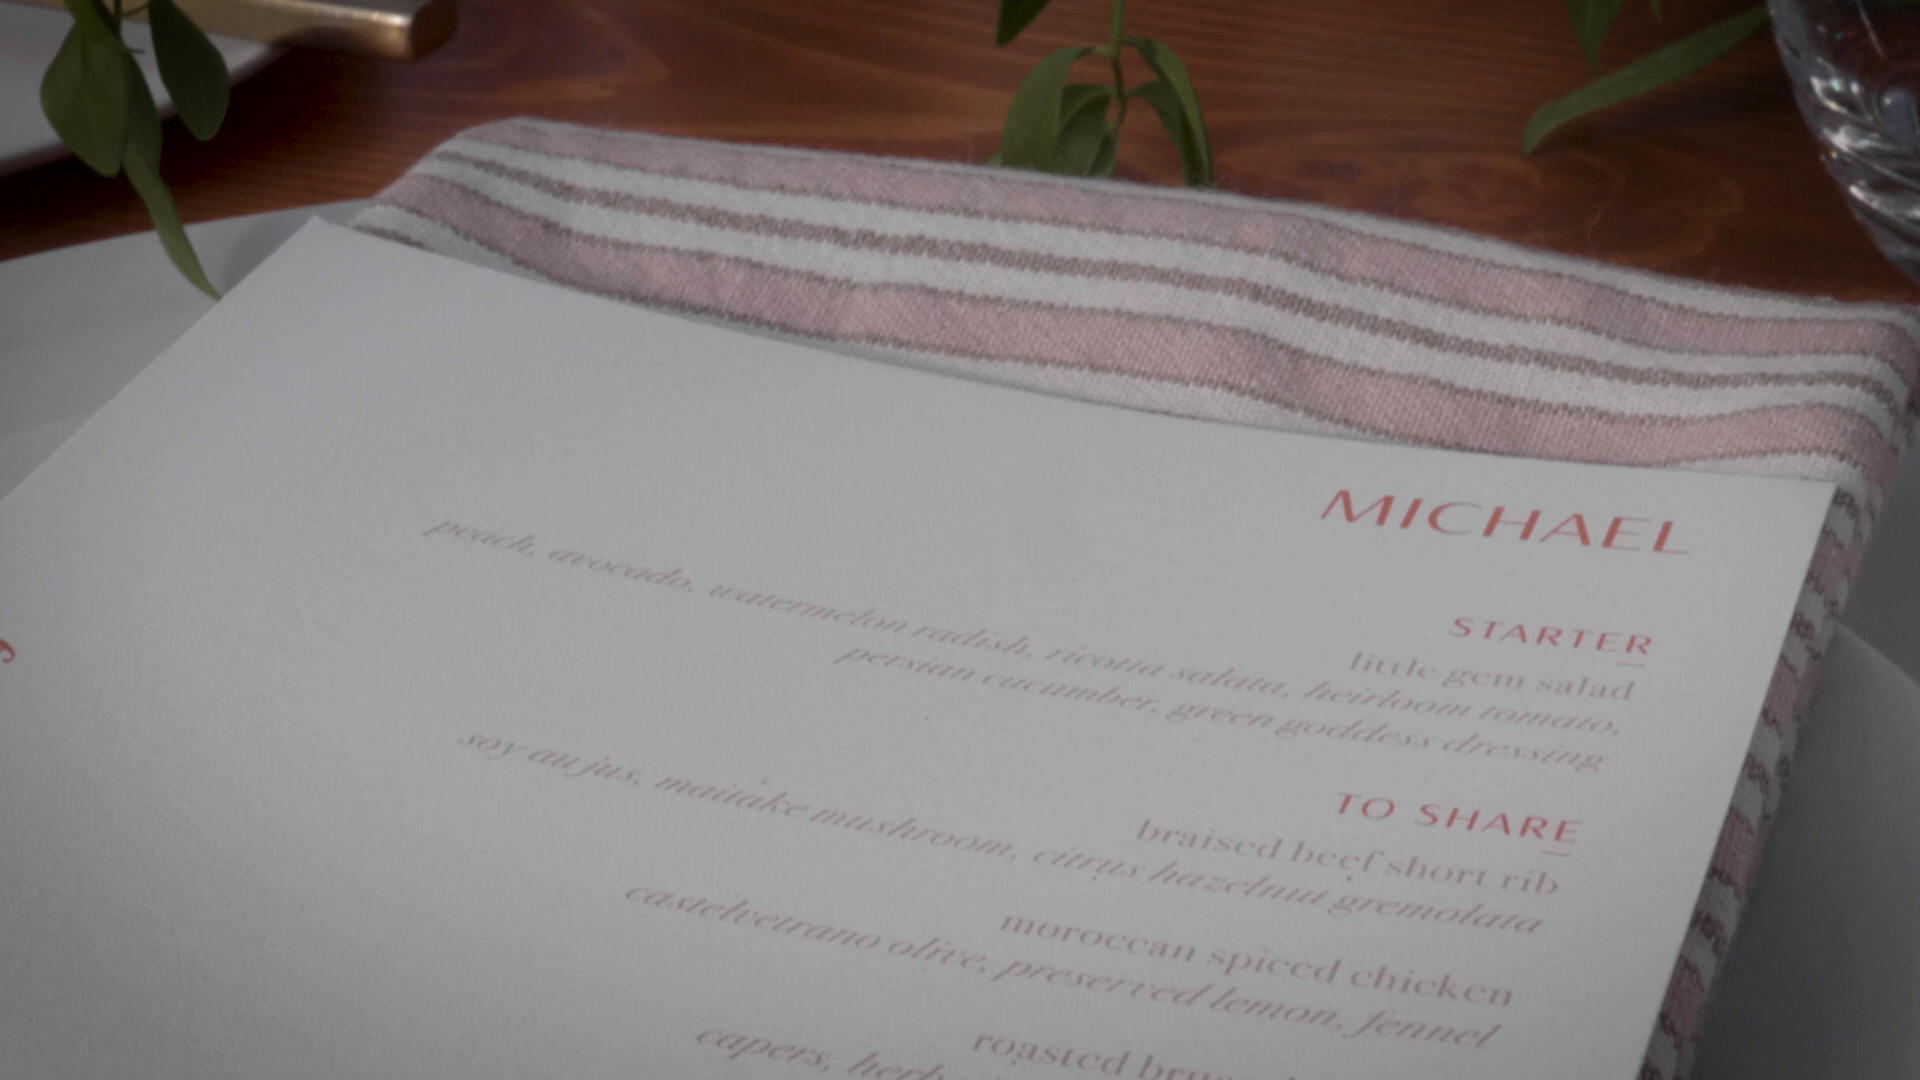 MICHAEL
STARTER
little gem salad
peach, avocado, watermelon radish, ricotta salata, heirloom tomato,
persian cucumber, green goddess dressing
TO SHARE
braised beef short rib
soy au jus, maitake mushroom, citrus hazelnut gremolata
moroccan spiced chicken
castelvetrano olive, preserved lemon, fennel
roasted
capers,